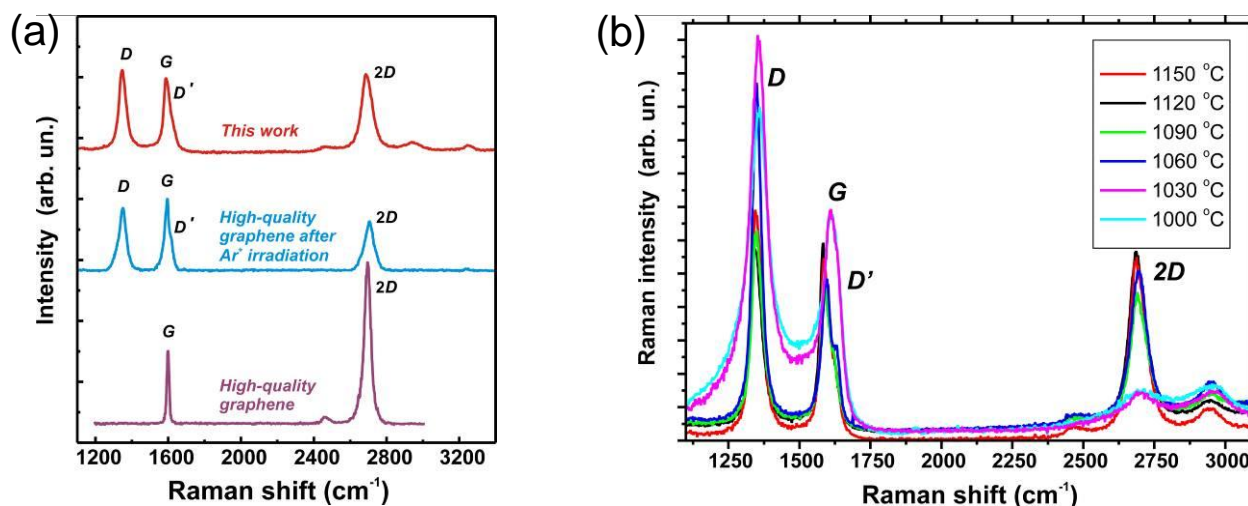 (a)
D
G
D'
2D
This work
D
G
D'
2D
High-quality
graphene after
Ar⁺ irradiation
2D
G
High-quality
graphene
Intensity (arb. un.)
1200 1600 2000 2400 2800 3200
Raman shift (cm⁻¹)
(b)
D
G
D'
2D
1150 °C
1120 °C
1090 °C
1060 °C
1030 °C
1000 °C
Raman intensity (arb. un.)
1250 1500 1750 2000 2250 2500 2750 3000
Raman shift (cm⁻¹)